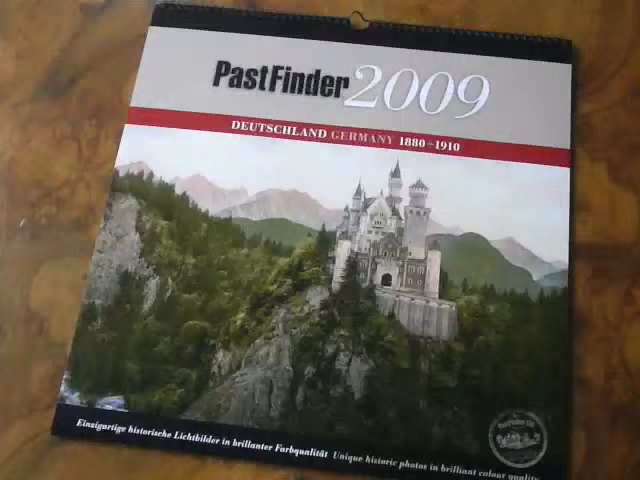 PastFinder 2009
DEUTSCHLAND GERMANY 1880–1910
Einzigartige historische Lichtbilder in brillanter Farbqualität Unique historic photos in brilliant colour quality